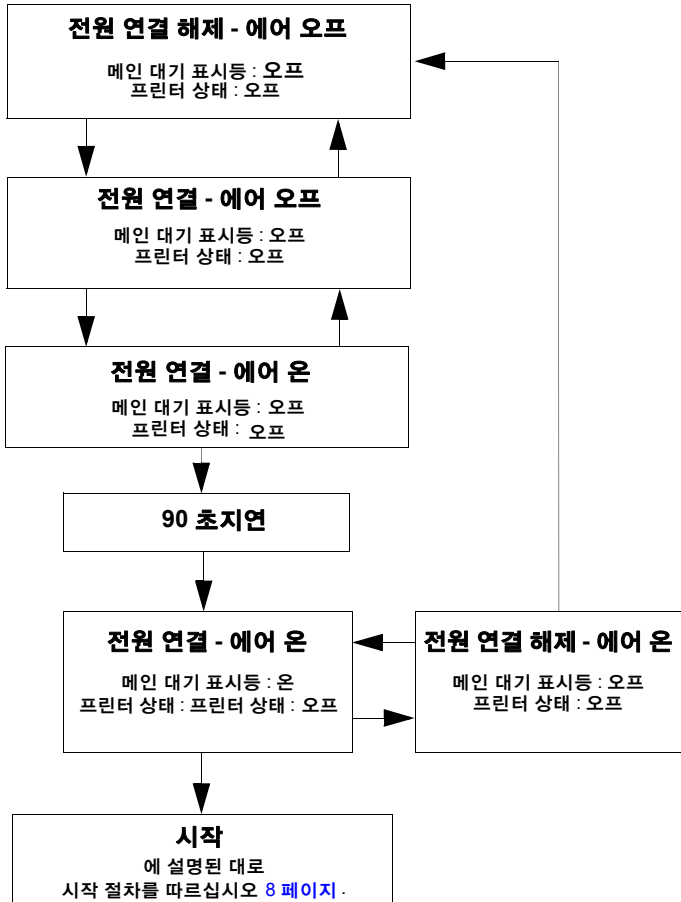 전원 연결 해제 - 에어 오프
메인 대기 표시등 : 오프
프린터 상태 : 오프
전원 연결 - 에어 오프
메인 대기 표시등 : 오프
프린터 상태 : 오프
전원 연결 - 에어 온
메인 대기 표시등 : 오프
프린터 상태 : 오프
90 초지연
전원 연결 - 에어 온
메인 대기 표시등 : 온
프린터 상태 : 프린터 상태 : 오프
전원 연결 해제 - 에어 온
메인 대기 표시등 : 오프
프린터 상태 : 오프
시작
에 설명된 대로
시작 절차를 따르십시오 8 페이지 .